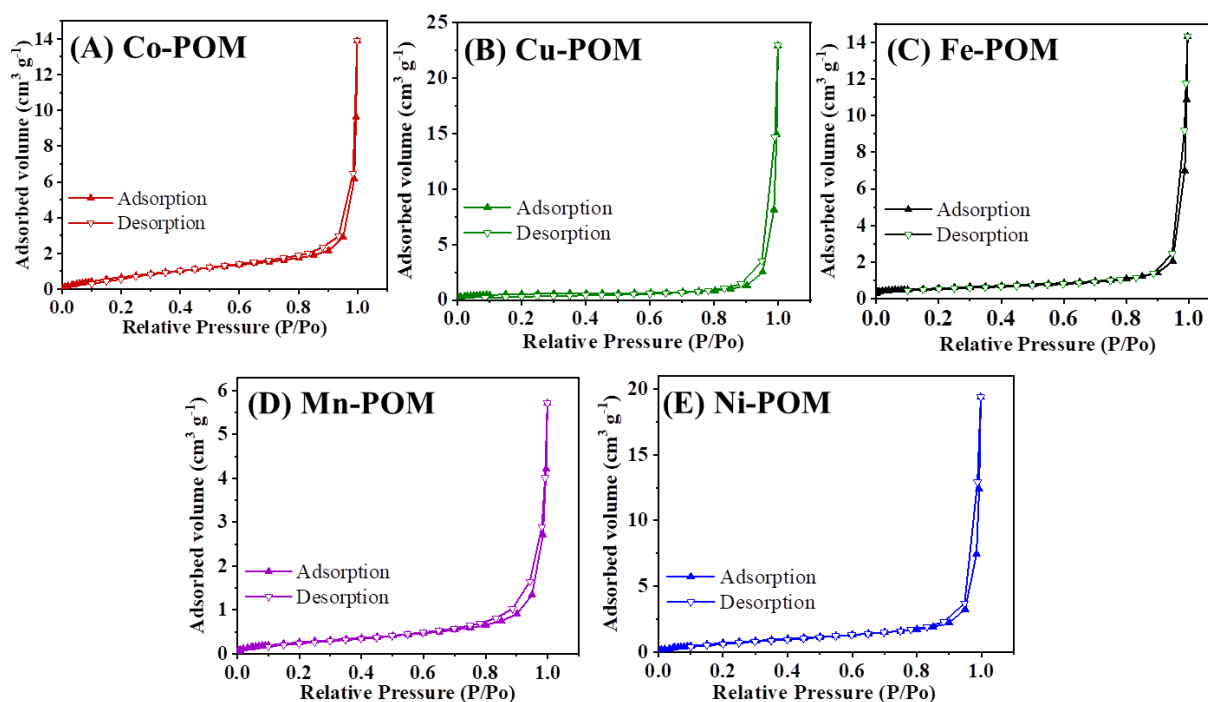 (A) Co-POM
Adsorbed volume (cm³ g⁻¹)
14
12
10
8
6
4
2
0
Adsorption
Desorption
0.0 0.2 0.4 0.6 0.8 1.0
Relative Pressure (P/Po)
(B) Cu-POM
Adsorbed volume (cm³ g⁻¹)
25
20
15
10
5
0
Adsorption
Desorption
0.0 0.2 0.4 0.6 0.8 1.0
Relative Pressure (P/Po)
(C) Fe-POM
Adsorbed volume (cm³ g⁻¹)
14
12
10
8
6
4
2
0
Adsorption
Desorption
0.0 0.2 0.4 0.6 0.8 1.0
Relative Pressure (P/Po)
(D) Mn-POM
Adsorbed volume (cm³ g⁻¹)
6
5
4
3
2
1
0
Adsorption
Desorption
0.0 0.2 0.4 0.6 0.8 1.0
Relative Pressure (P/Po)
(E) Ni-POM
Adsorbed volume (cm³ g⁻¹)
20
15
10
5
0
Adsorption
Desorption
0.0 0.2 0.4 0.6 0.8 1.0
Relative Pressure (P/Po)